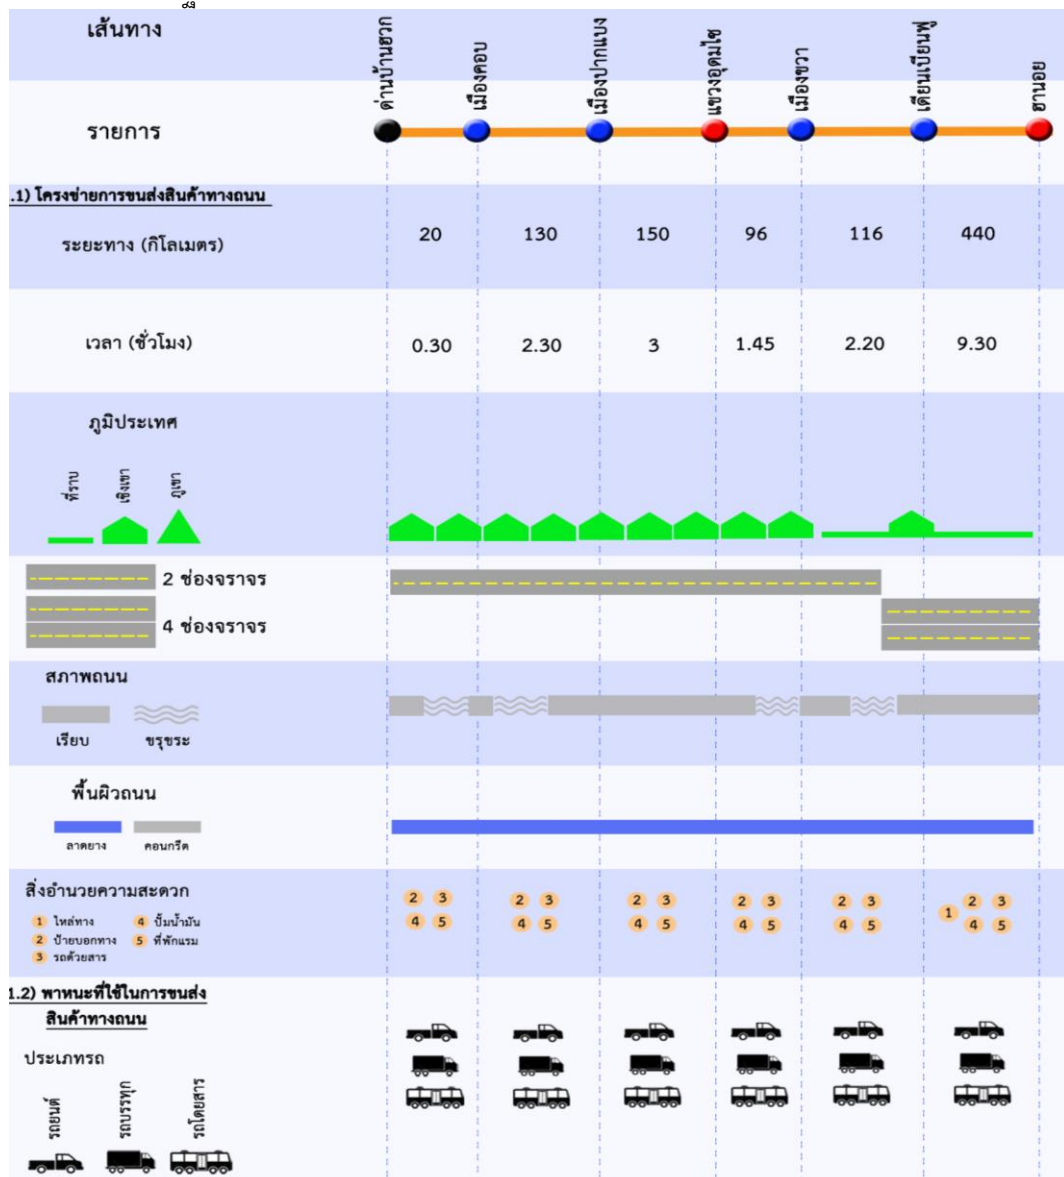 เส้นทาง
ด่านบ้านฮวก
เมืองคอบ
เมืองปากแบง
แขวงอุดมไช
เมืองขวา
เดียนเบียนฟู
ฮานอย
รายการ
.1) โครงข่ายการขนส่งสินค้าทางถนน
ระยะทาง (กิโลเมตร)
20 130 150 96 116 440
เวลา (ชั่วโมง)
0.30 2.30 3 1.45 2.20 9.30
ภูมิประเทศ
ที่ราบ
เชิงเขา
ภูเขา
2 ช่องจราจร
4 ช่องจราจร
สภาพถนน
เรียบ ขรุขระ
พื้นผิวถนน
ลาดยาง คอนกรีต
สิ่งอำนวยความสะดวก
1 ไหล่ทาง 4 ปั๊มน้ำมัน
2 ป้ายบอกทาง 5 ที่พักแรม
3 รถด้วยสาร
2 3 2 3 2 3 2 3 2 3 1 2 3
4 5 4 5 4 5 4 5 4 5 4 5
1.2) พาหนะที่ใช้ในการขนส่ง
สินค้าทางถนน
ประเภทรถ
รถยนต์
รถบรรทุก
รถโดยสาร